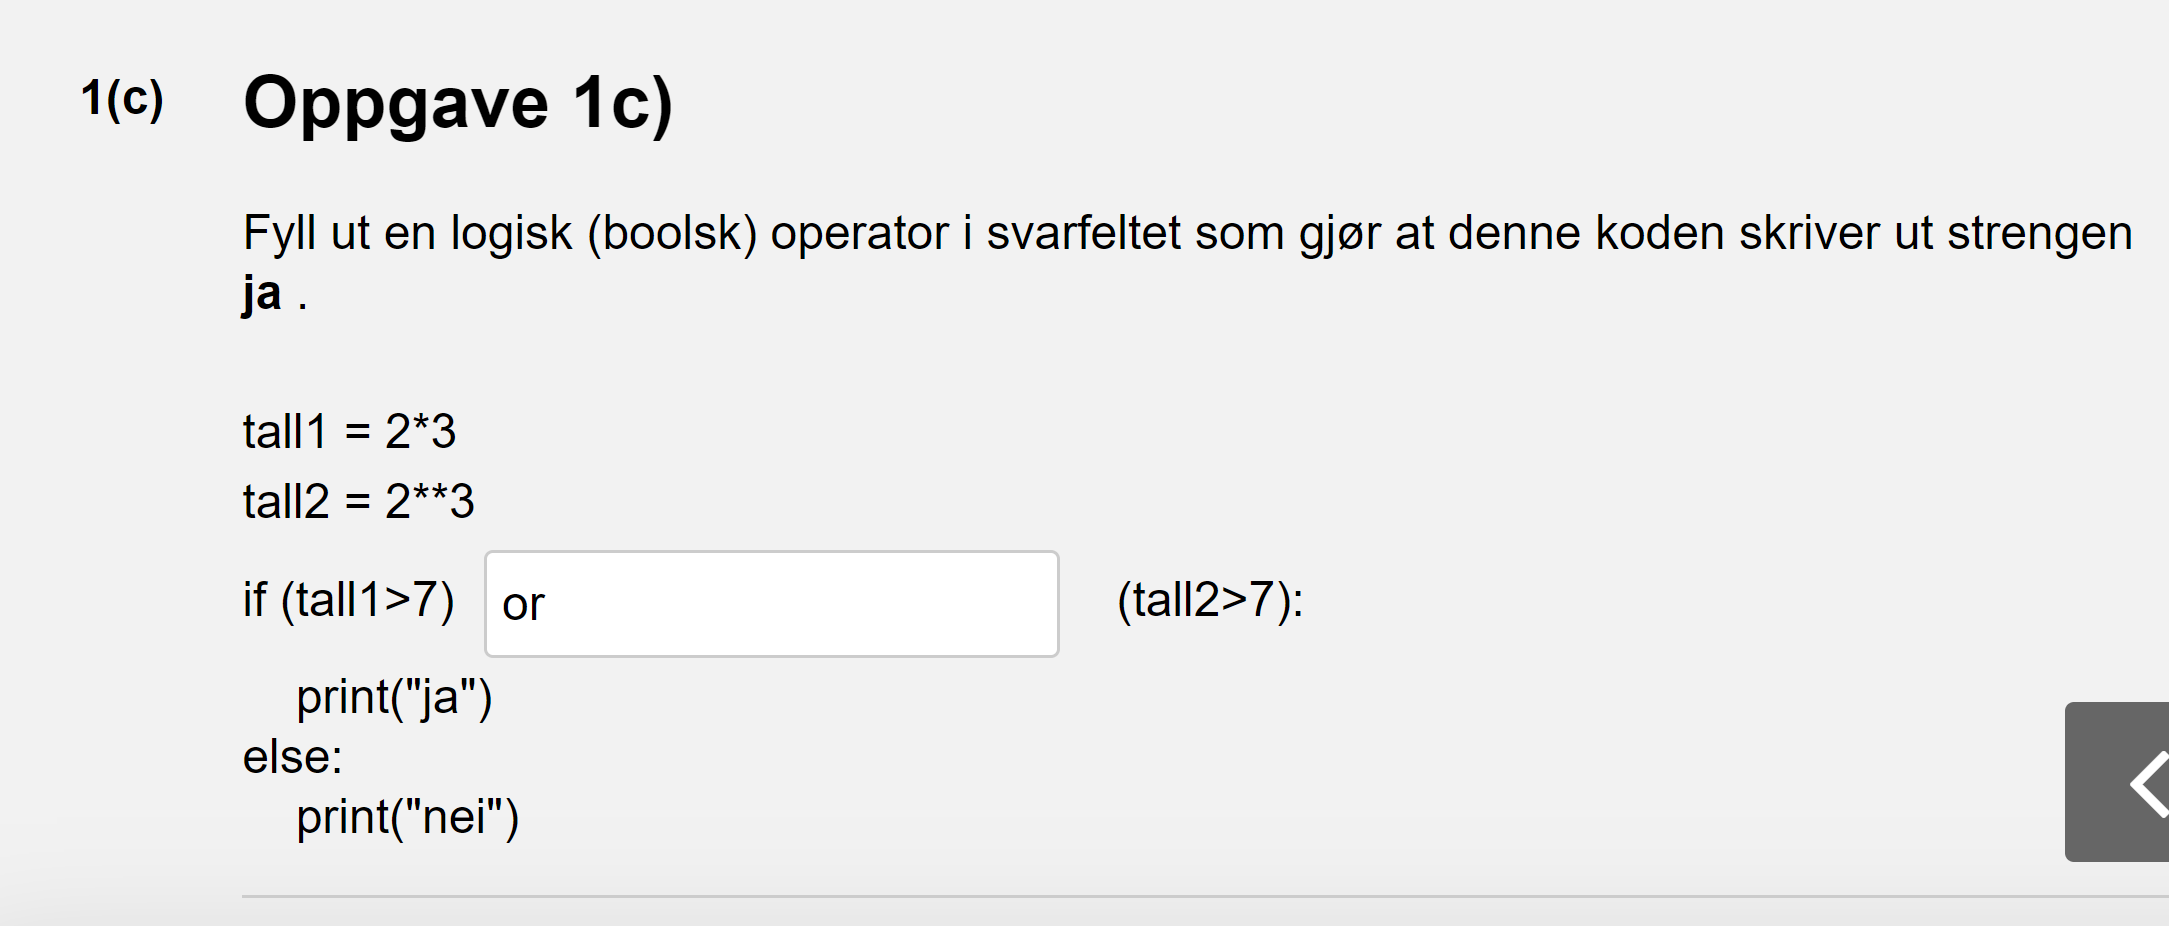 1(c) Oppgave 1c)
Fyll ut en logisk (boolsk) operator i svarfeltet som gjør at denne koden skriver ut strengen
ja .
tall1 = 2*3
tall2 = 2**3
if (tall1>7) or (tall2>7):
print("ja")
else:
print("nei")